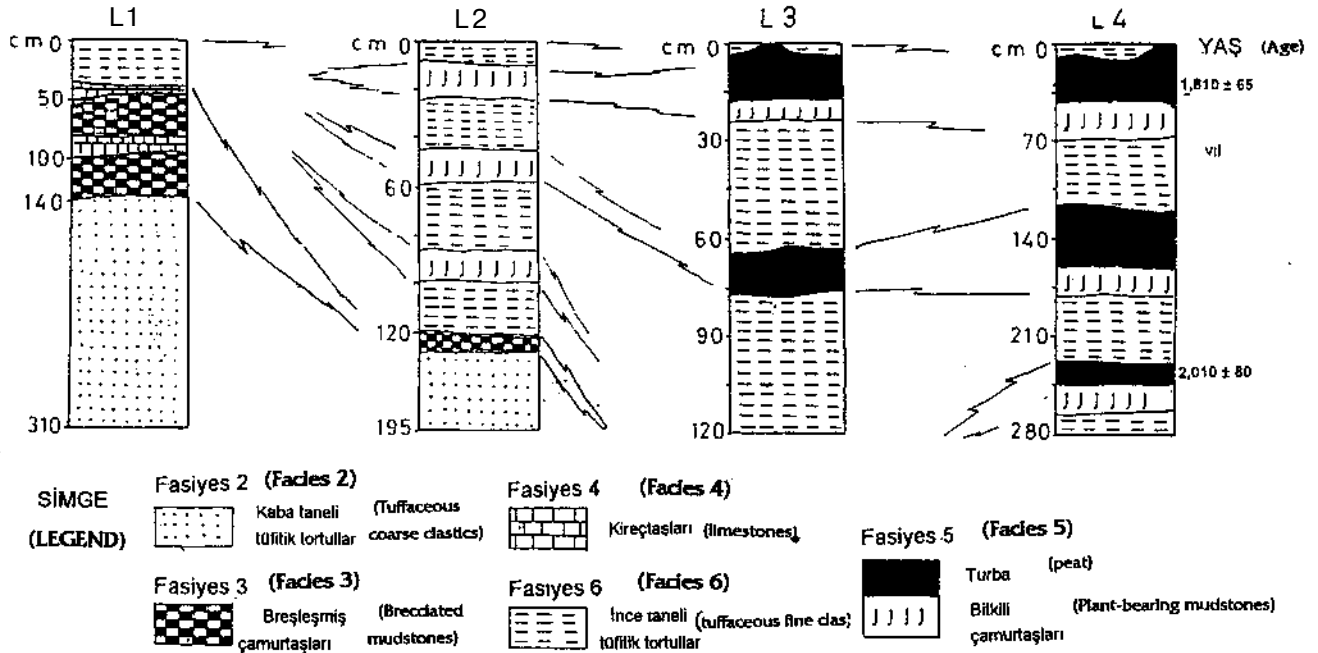 L1
L2
L 3
L 4
cm 0
50
100
140
310
cm 0
60
120
195
cm 0
30
60
90
120
cm 0
70
140
210
280
YAŞ (Age)
1,810 ± 65
yıl
2,010 ± 80
SİMGE
(LEGEND)
Fasiyes 2 (Facies 2)
Kaba taneli (Tuffaceous
tüfitik tortullar coarse clastics)
Fasiyes 3 (Facies 3)
Breşleşmiş (Brecciated
çamurtaşları mudstones)
Fasiyes 4 (Facies 4)
Kireçtaşları (limestones)
Fasiyes 6 (Facies 6)
İnce taneli (tuffaceous fine clas)
tüfitik tortullar
Fasiyes 5 (Facies 5)
Turba (peat)
Bitkili (Plant-bearing mudstones)
çamurtaşları